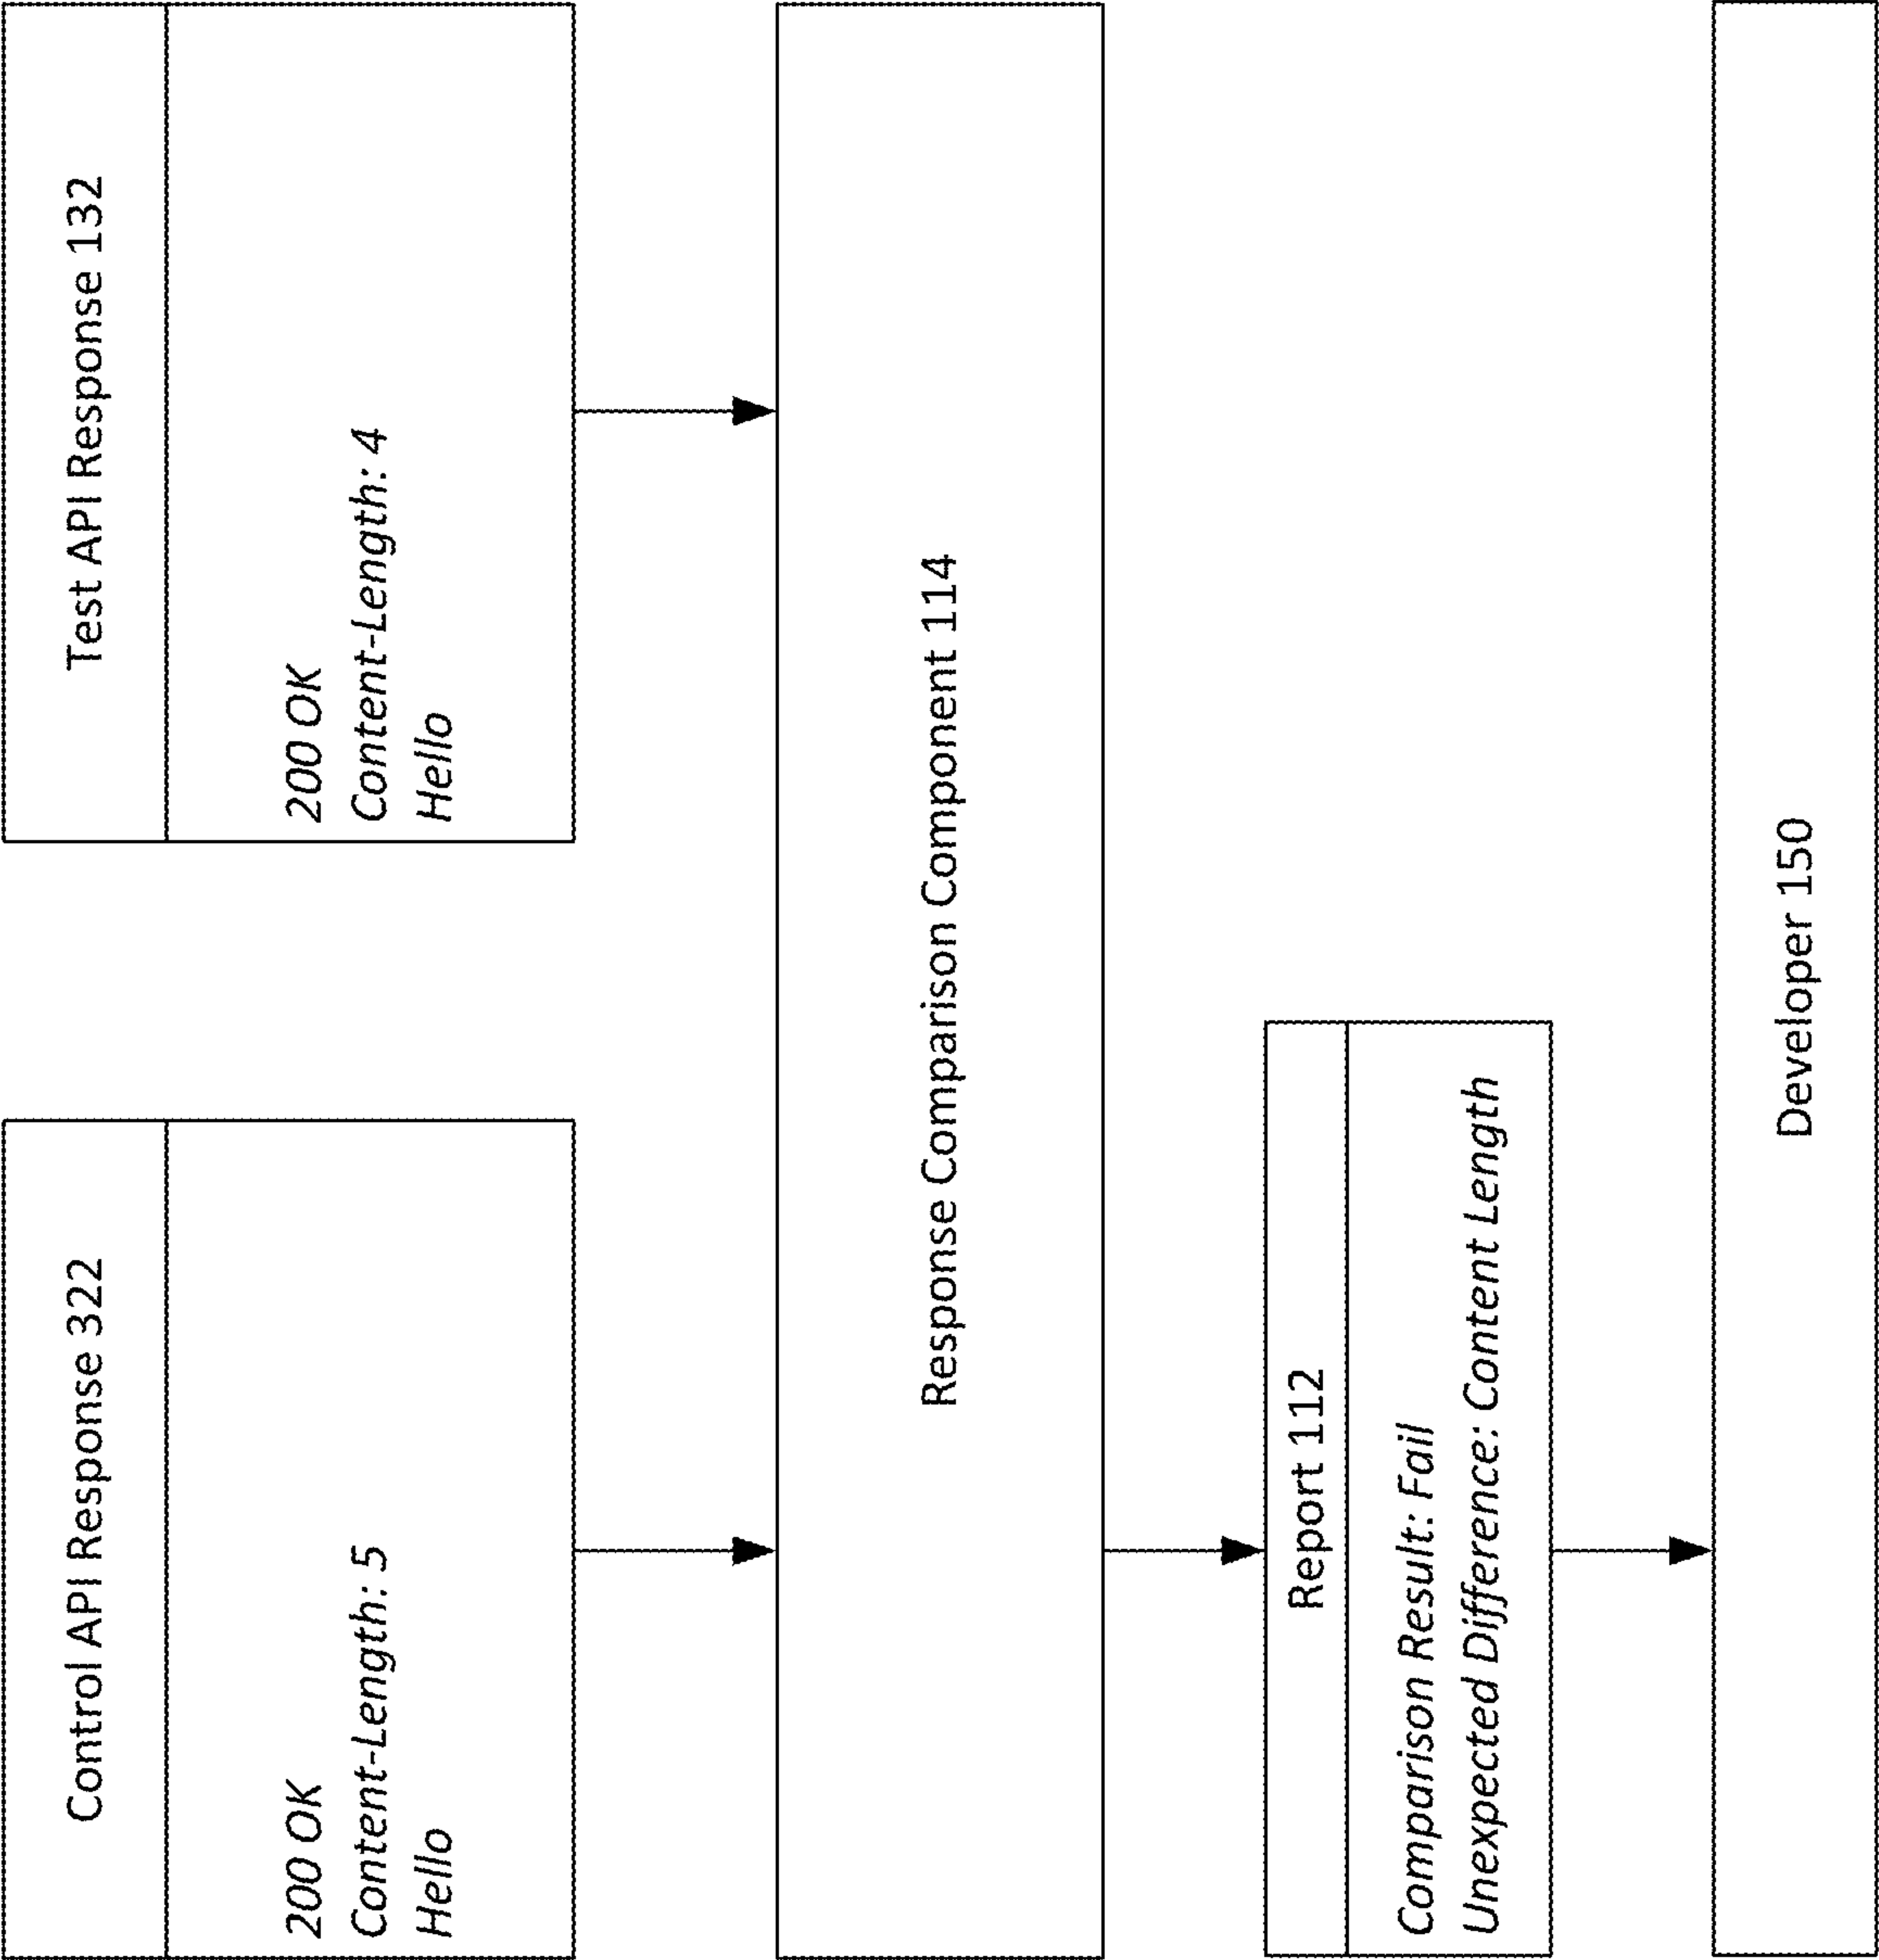 Control API Response 322
200 OK
Content-Length: 5
Hello
Test API Response 132
200 OK
Content-Length: 4
Hello
Response Comparison Component 114
Report 112
Comparison Result: Fail
Unexpected Difference: Content Length
Developer 150